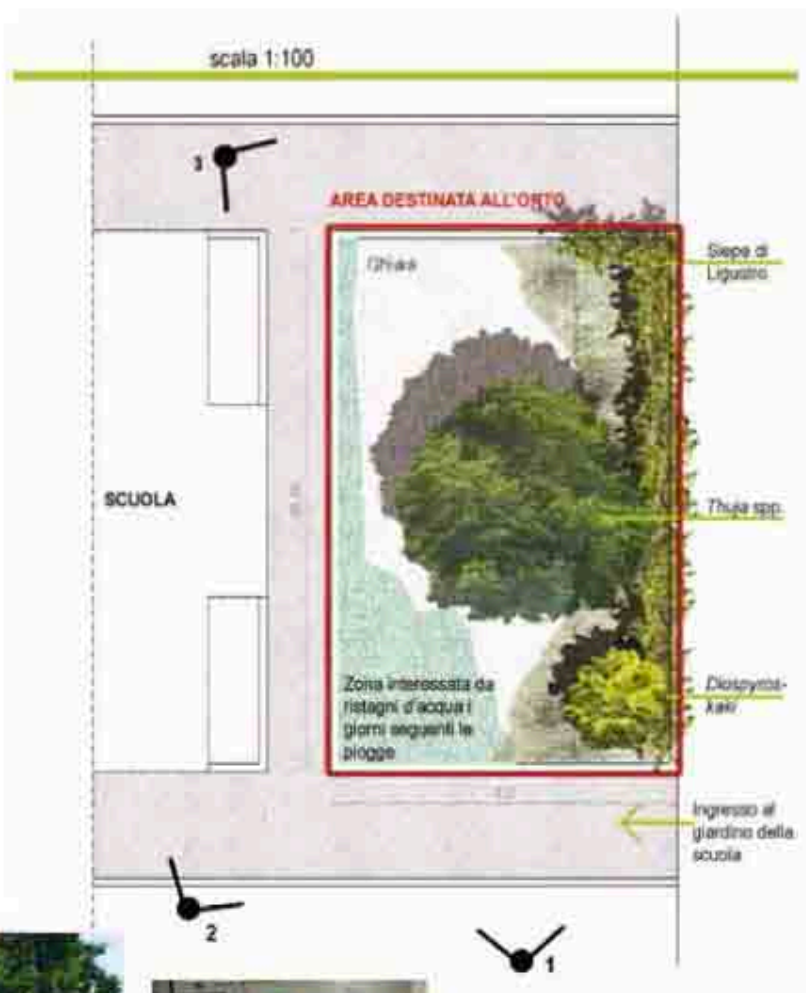 scala 1:100
3
AREA DESTINATA ALL'ORTO
Ghiaia
Siepe di
Ligustro
SCUOLA
Thuja spp.
Zona interessata da
ristagni d'acqua i
giorni seguenti le
piogge
Diospyros-
kaki
Ingresso al
giardino della
scuola
2
1